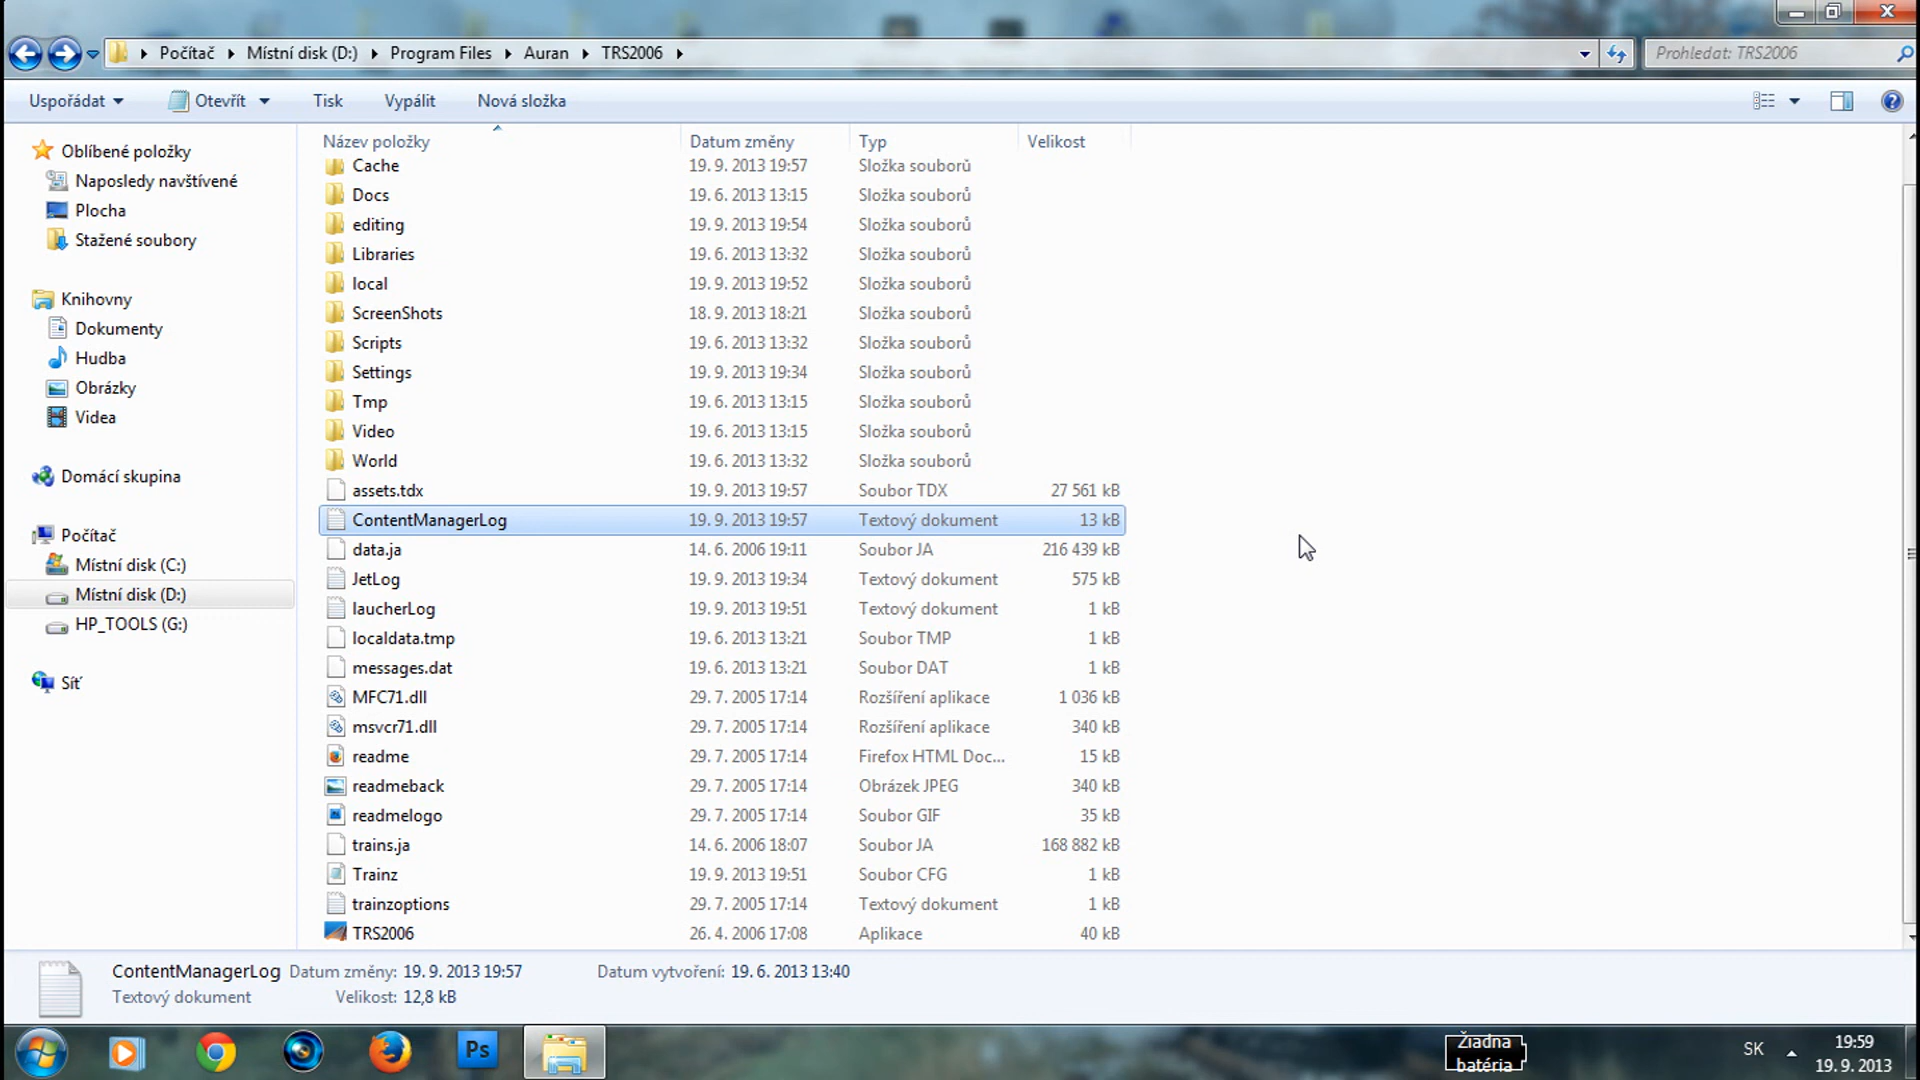 Počítač Místní disk (D:) Program Files Auran TRS2006
Prohledat: TRS2006
Uspořádat Otevřít Tisk Vypálit Nová složka
Název položky Datum změny Typ Velikost
Oblíbené položky
Naposledy navštívené
Plocha
Stažené soubory
Knihovny
Dokumenty
Hudba
Obrázky
Videa
Domácí skupina
Počítač
Místní disk (C:)
Místní disk (D:)
HP_TOOLS (G:)
Síť
Cache 19. 9. 2013 19:57 Složka souborů
Docs 19. 6. 2013 13:15 Složka souborů
editing 19. 9. 2013 19:54 Složka souborů
Libraries 19. 6. 2013 13:32 Složka souborů
local 19. 9. 2013 19:52 Složka souborů
ScreenShots 18. 9. 2013 18:21 Složka souborů
Scripts 19. 6. 2013 13:32 Složka souborů
Settings 19. 9. 2013 19:34 Složka souborů
Tmp 19. 6. 2013 13:15 Složka souborů
Video 19. 6. 2013 13:15 Složka souborů
World 19. 6. 2013 13:32 Složka souborů
assets.tdx 19. 9. 2013 19:57 Soubor TDX 27 561 kB
ContentManagerLog 19. 9. 2013 19:57 Textový dokument 13 kB
data.ja 14. 6. 2006 19:11 Soubor JA 216 439 kB
JetLog 19. 9. 2013 19:34 Textový dokument 575 kB
laucherLog 19. 9. 2013 19:51 Textový dokument 1 kB
localdata.tmp 19. 6. 2013 13:21 Soubor TMP 1 kB
messages.dat 19. 6. 2013 13:21 Soubor DAT 1 kB
MFC71.dll 29. 7. 2005 17:14 Rozšíření aplikace 1 036 kB
msvcr71.dll 29. 7. 2005 17:14 Rozšíření aplikace 340 kB
readme 29. 7. 2005 17:14 Firefox HTML Doc... 15 kB
readmeback 29. 7. 2005 17:14 Obrázek JPEG 340 kB
readmelogo 29. 7. 2005 17:14 Soubor GIF 35 kB
trains.ja 14. 6. 2006 18:07 Soubor JA 168 882 kB
Trainz 19. 9. 2013 19:51 Soubor CFG 1 kB
trainzoptions 29. 7. 2005 17:14 Textový dokument 1 kB
TRS2006 26. 4. 2006 17:08 Aplikace 40 kB
ContentManagerLog Datum změny: 19. 9. 2013 19:57 Datum vytvoření: 19. 6. 2013 13:40
Textový dokument Velikost: 12,8 kB
Ps
Žiadna
batéria
SK
19:59
19. 9. 2013